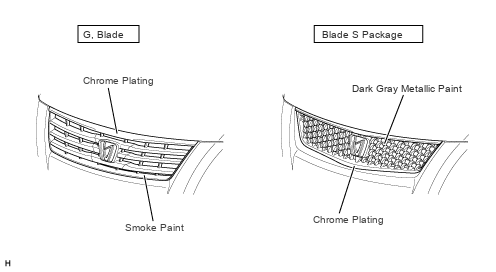 G, Blade
Blade S Package
Chrome Plating
Dark Gray Metallic Paint
Smoke Paint
Chrome Plating
H